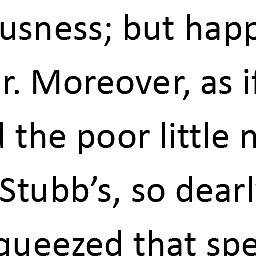 usness; but happ
r. Moreover, as if
the poor little
Stubb’s, so dearl
queezed that spe